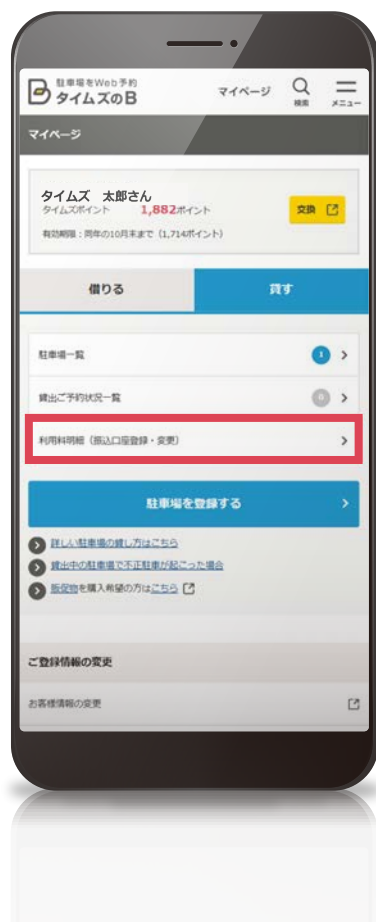 駐車場をWeb予約
タイムズのB
マイページ
検索
メニュー
マイページ
タイムズ 太郎さん
タイムズポイント 1,882ポイント
交換
有効期限：同年の10月末まで（1,714ポイント）
借りる
貸す
駐車場一覧
1
貸出ご予約状況一覧
0
利用料明細（振込口座登録・変更）
駐車場を登録する
詳しい駐車場の貸し方はこちら
貸出中の駐車場で不正駐車が起こった場合
販促物を購入希望の方はこちら
ご登録情報の変更
お客様情報の変更